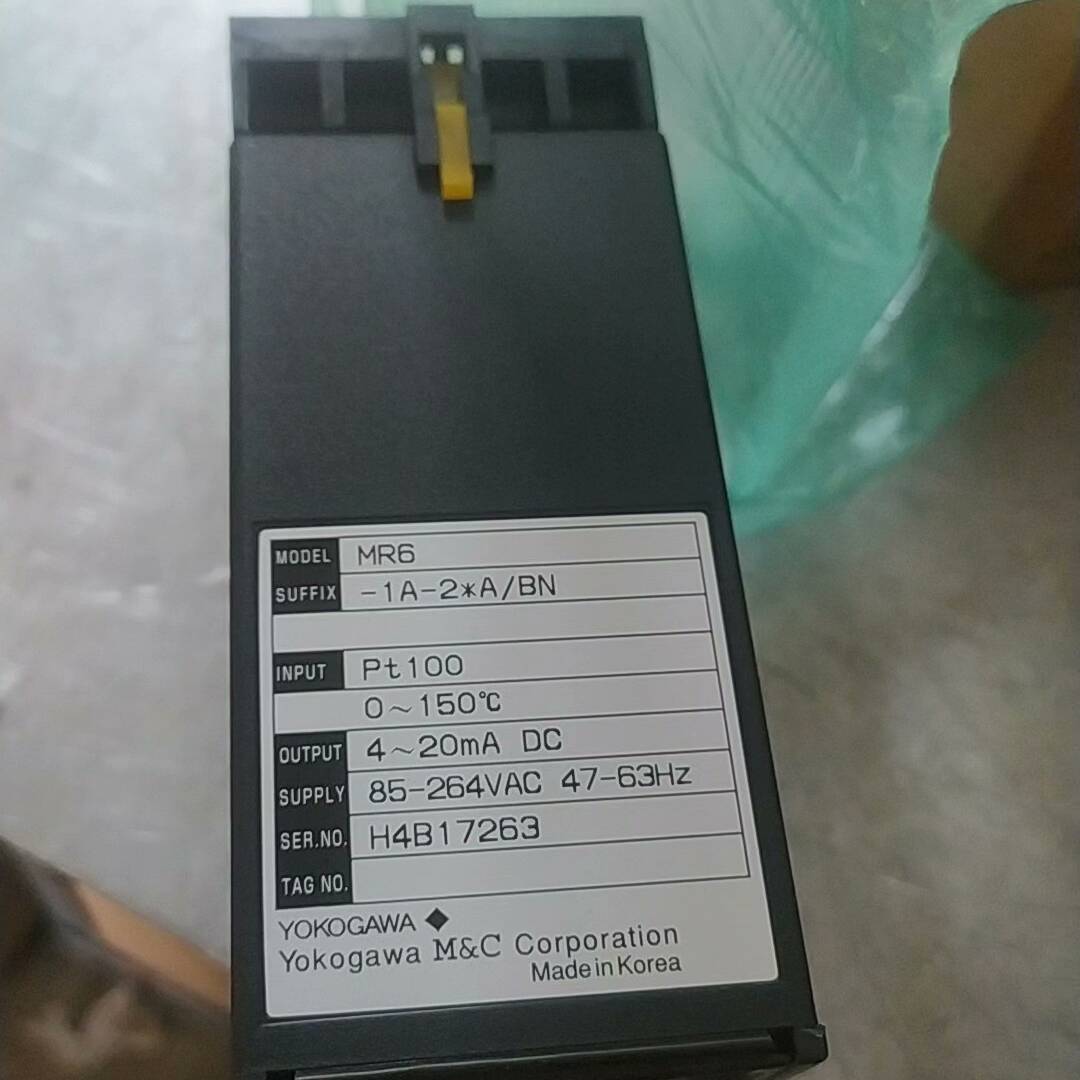 MODEL MR6
SUFFIX -1A-2*A/BN
INPUT Pt100
0~150℃
OUTPUT 4~20mA DC
SUPPLY 85-264VAC 47-63Hz
SER.NO. H4B17263
TAG NO.
YOKOGAWA ◆
Yokogawa M&C Corporation
Made in Korea